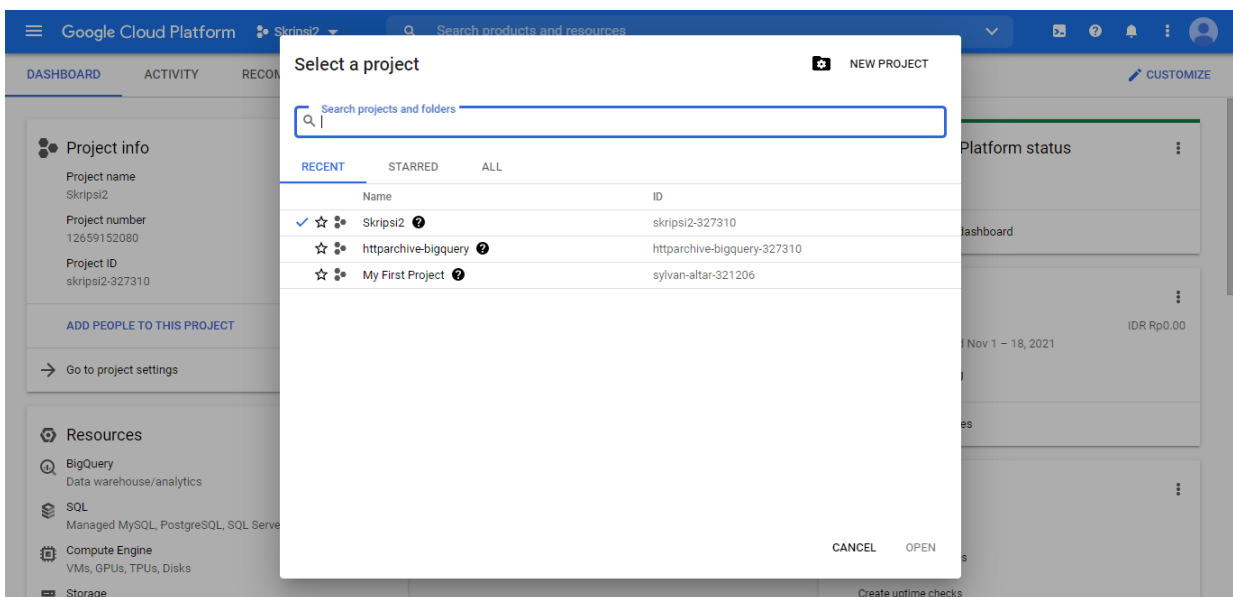 Google Cloud Platform Skripsi2 Search products and resources
DASHBOARD ACTIVITY CUSTOMIZE
Select a project NEW PROJECT
Search projects and folders
RECENT STARRED ALL
Name ID
Skripsi2 skripsi2-327310
httparchive-bigquery httparchive-bigquery-327310
My First Project sylvan-altar-321206
CANCEL OPEN
Project info
Project name
Skripsi2
Project number
12659152080
Project ID
skripsi2-327310
ADD PEOPLE TO THIS PROJECT
Go to project settings
Resources
BigQuery
Data warehouse/analytics
SQL
Managed MySQL, PostgreSQL, SQL Serve
Compute Engine
VMs, GPUs, TPUs, Disks
Storage
Platform status
dashboard
IDR Rp0.00
Nov 1 – 18, 2021
Create uptime checks